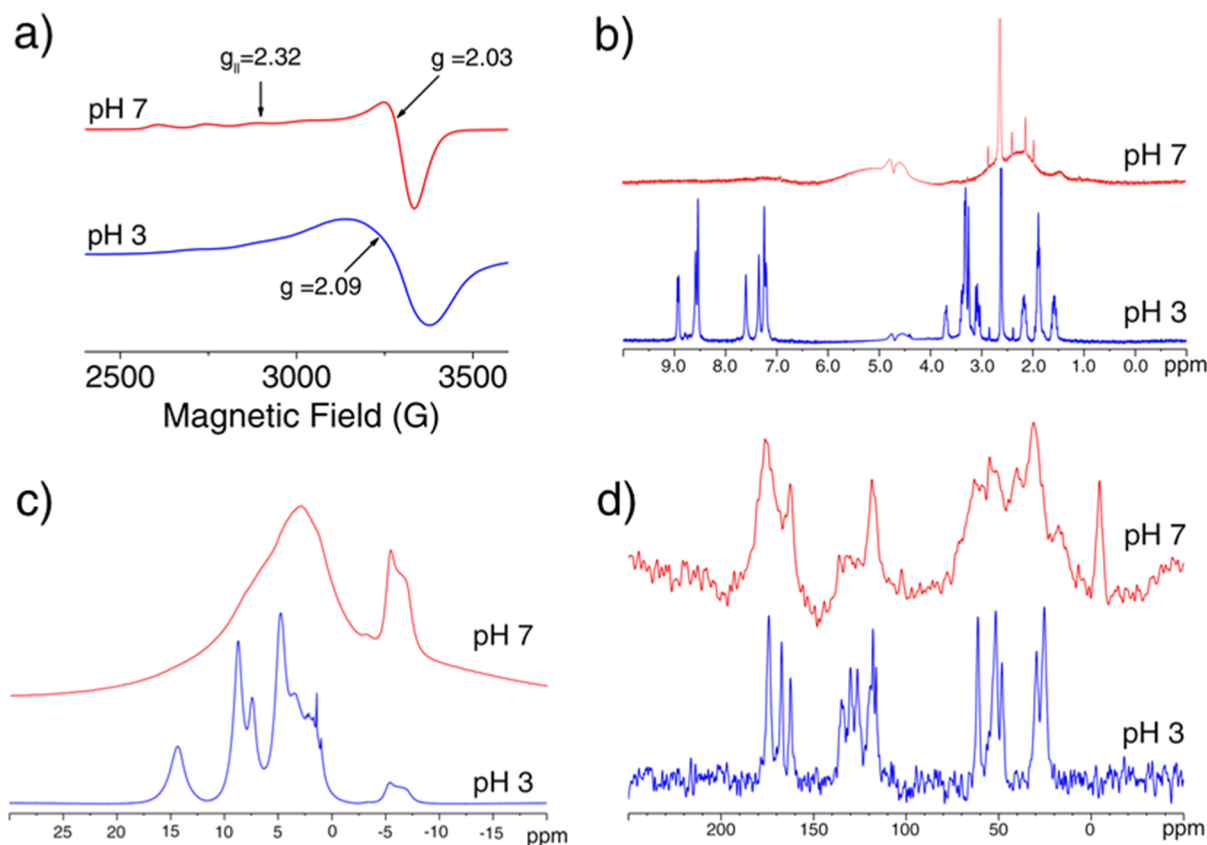 a)
g||=2.32
g =2.03
pH 7
pH 3
g =2.09
2500 3000 3500
Magnetic Field (G)
b)
pH 7
pH 3
9.0 8.0 7.0 6.0 5.0 4.0 3.0 2.0 1.0 0.0 ppm
c)
pH 7
pH 3
25 20 15 10 5 0 -5 -10 -15 ppm
d)
pH 7
pH 3
200 150 100 50 0 ppm